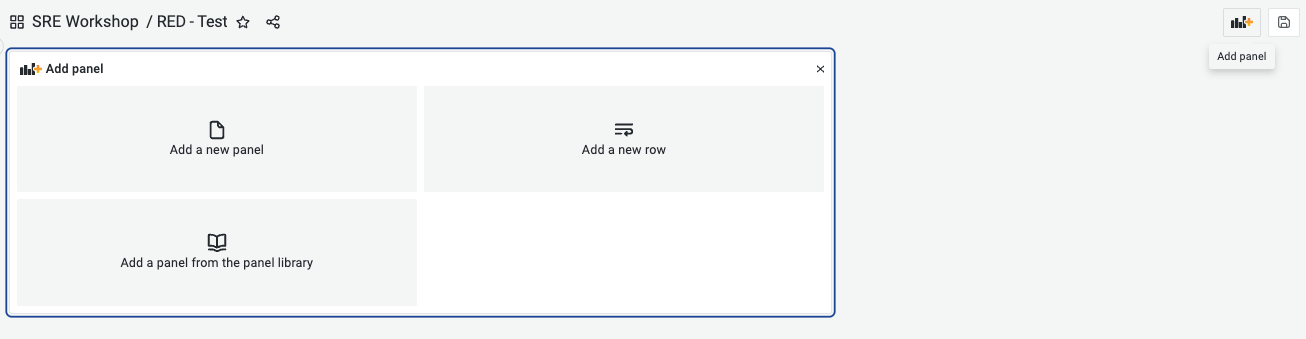 SRE Workshop / RED - Test
Add panel
Add panel
Add a new panel
Add a new row
Add a panel from the panel library